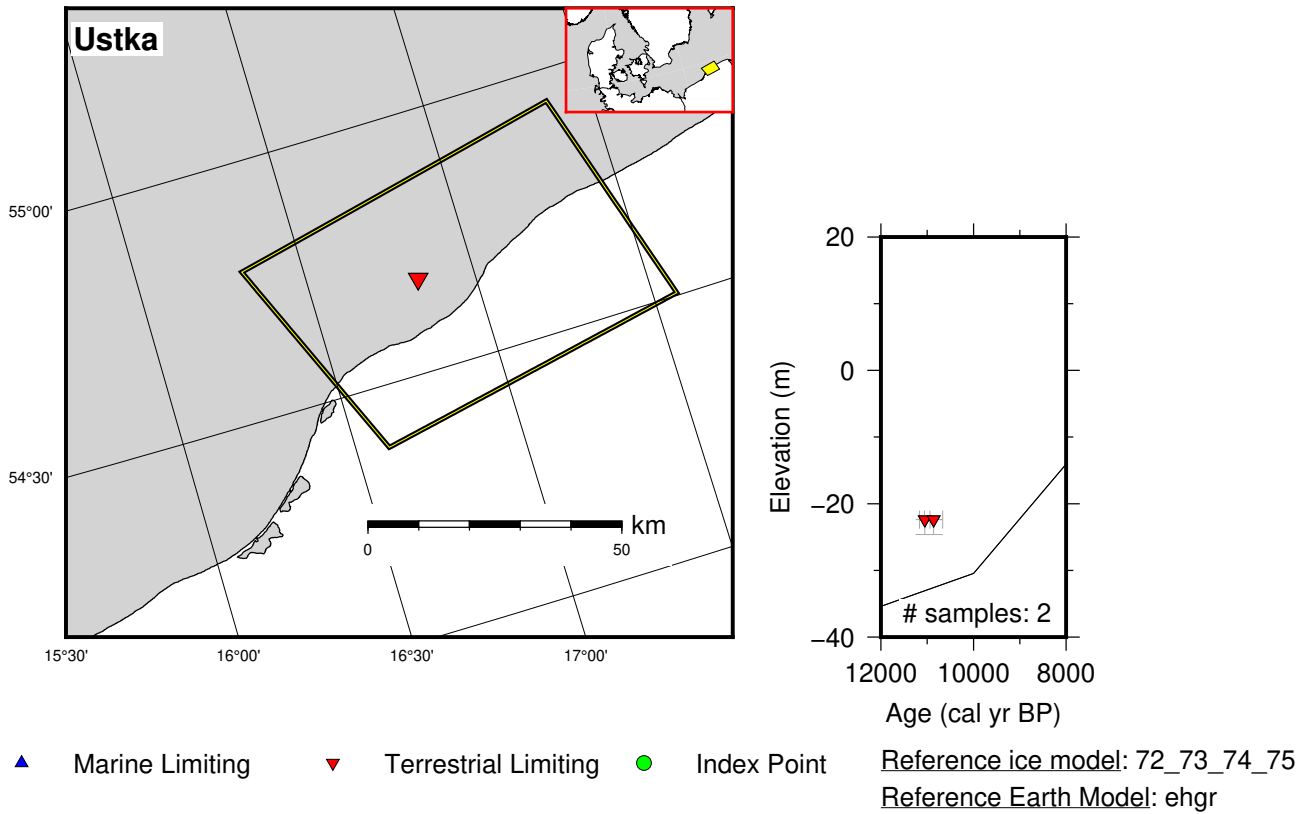 Ustka
55°00'
54°30'
15°30'
16°00'
16°30'
17°00'
km
0
50
20
0
−20
−40
Elevation (m)
# samples: 2
12000
10000
8000
Age (cal yr BP)
Marine Limiting
Terrestrial Limiting
Index Point
Reference ice model: 72_73_74_75
Reference Earth Model: ehgr